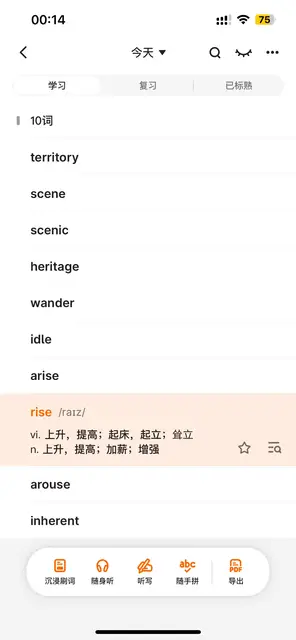 00:14
75
今天
学习 复习 已标熟
10词
territory
scene
scenic
heritage
wander
idle
arise
rise /raɪz/
vi. 上升，提高；起床，起立；耸立
n. 上升，提高；加薪；增强
arouse
inherent
沉浸刷词 随身听 听写 abc 随手拼 PDF 导出